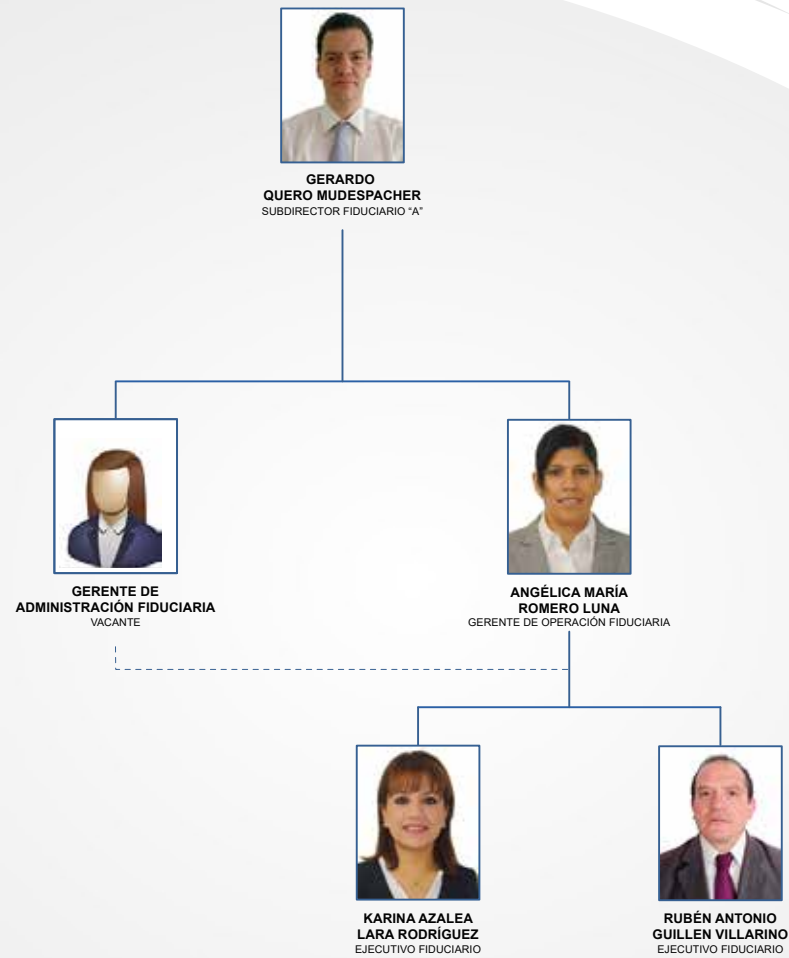 GERARDO
QUERO MUDESPACHER
SUBDIRECTOR FIDUCIARIO “A”
GERENTE DE
ADMINISTRACIÓN FIDUCIARIA
VACANTE
ANGÉLICA MARÍA
ROMERO LUNA
GERENTE DE OPERACIÓN FIDUCIARIA
KARINA AZALEA
LARA RODRÍGUEZ
EJECUTIVO FIDUCIARIO
RUBÉN ANTONIO
GUILLEN VILLARINO
EJECUTIVO FIDUCIARIO